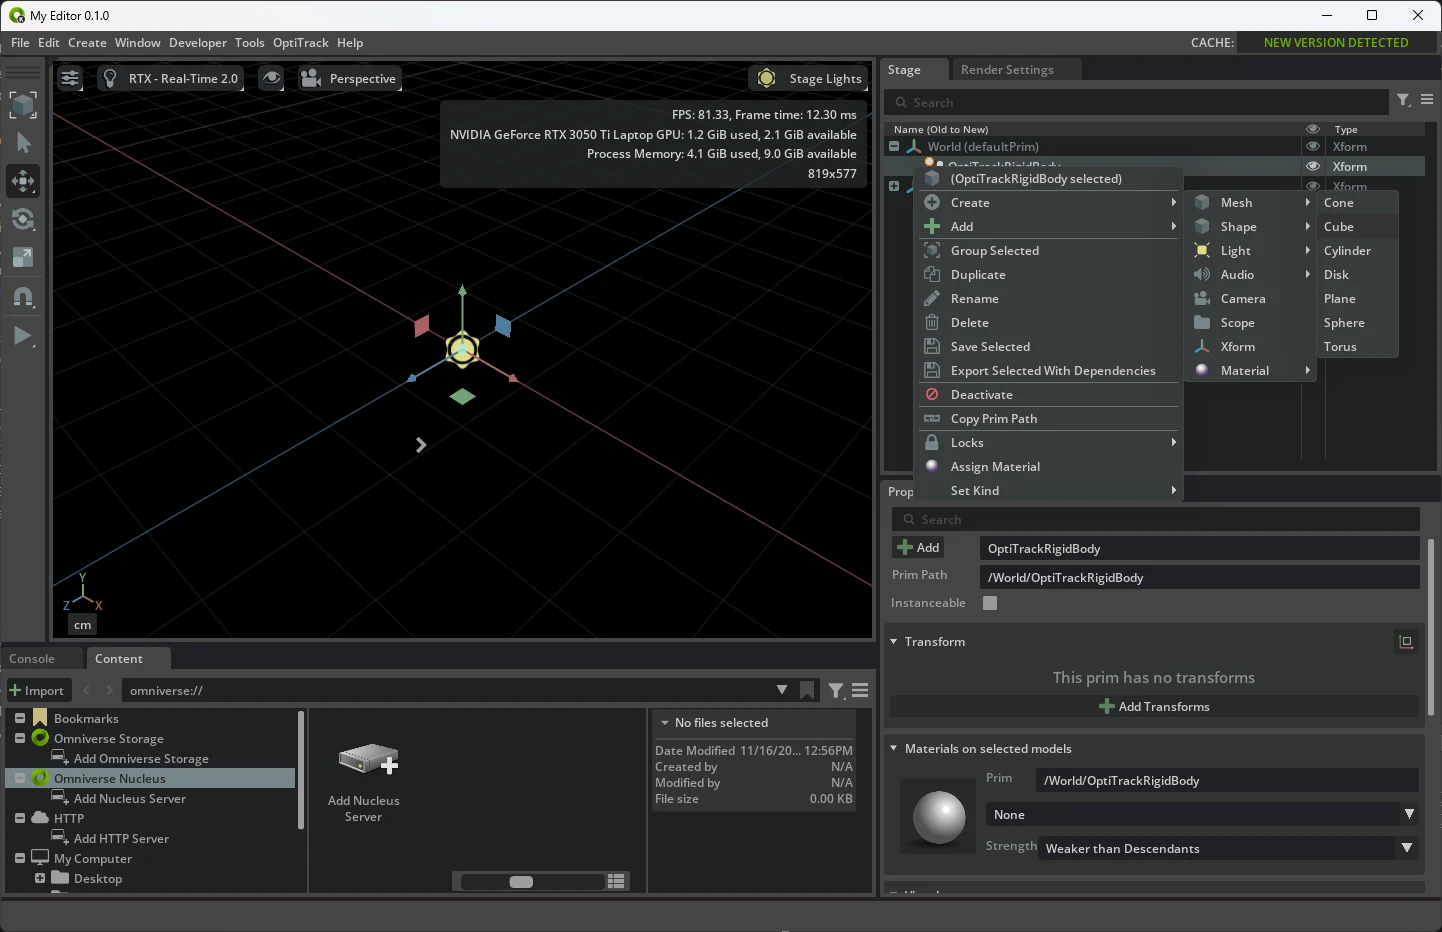 My Editor 0.1.0
File Edit Create Window Developer Tools OptiTrack Help
CACHE: NEW VERSION DETECTED
RTX - Real-Time 2.0
Perspective
Stage Lights
FPS: 81.33, Frame time: 12.30 ms
NVIDIA GeForce RTX 3050 Ti Laptop GPU: 1.2 GiB used, 2.1 GiB available
Process Memory: 4.1 GiB used, 9.0 GiB available
819x577
Y
Z X
cm
Stage Render Settings
Search
Name (Old to New) Type
World (defaultPrim) Xform
OptiTrackRigidBody Xform
Xform
(OptiTrackRigidBody selected)
Create
Add
Group Selected
Duplicate
Rename
Delete
Save Selected
Export Selected With Dependencies
Deactivate
Copy Prim Path
Locks
Assign Material
Set Kind
Mesh
Shape
Light
Audio
Camera
Scope
Xform
Material
Cone
Cube
Cylinder
Disk
Plane
Sphere
Torus
Prop
Search
Add OptiTrackRigidBody
Prim Path /World/OptiTrackRigidBody
Instanceable
Transform
This prim has no transforms
Add Transforms
Materials on selected models
Prim /World/OptiTrackRigidBody
None
Strength Weaker than Descendants
Console Content
Import omniverse://
Bookmarks
Omniverse Storage
Add Omniverse Storage
Omniverse Nucleus
Add Nucleus Server
HTTP
Add HTTP Server
My Computer
Desktop
Add Nucleus
Server
No files selected
Date Modified 11/16/20... 12:56PM
Created by N/A
Modified by N/A
File size 0.00 KB